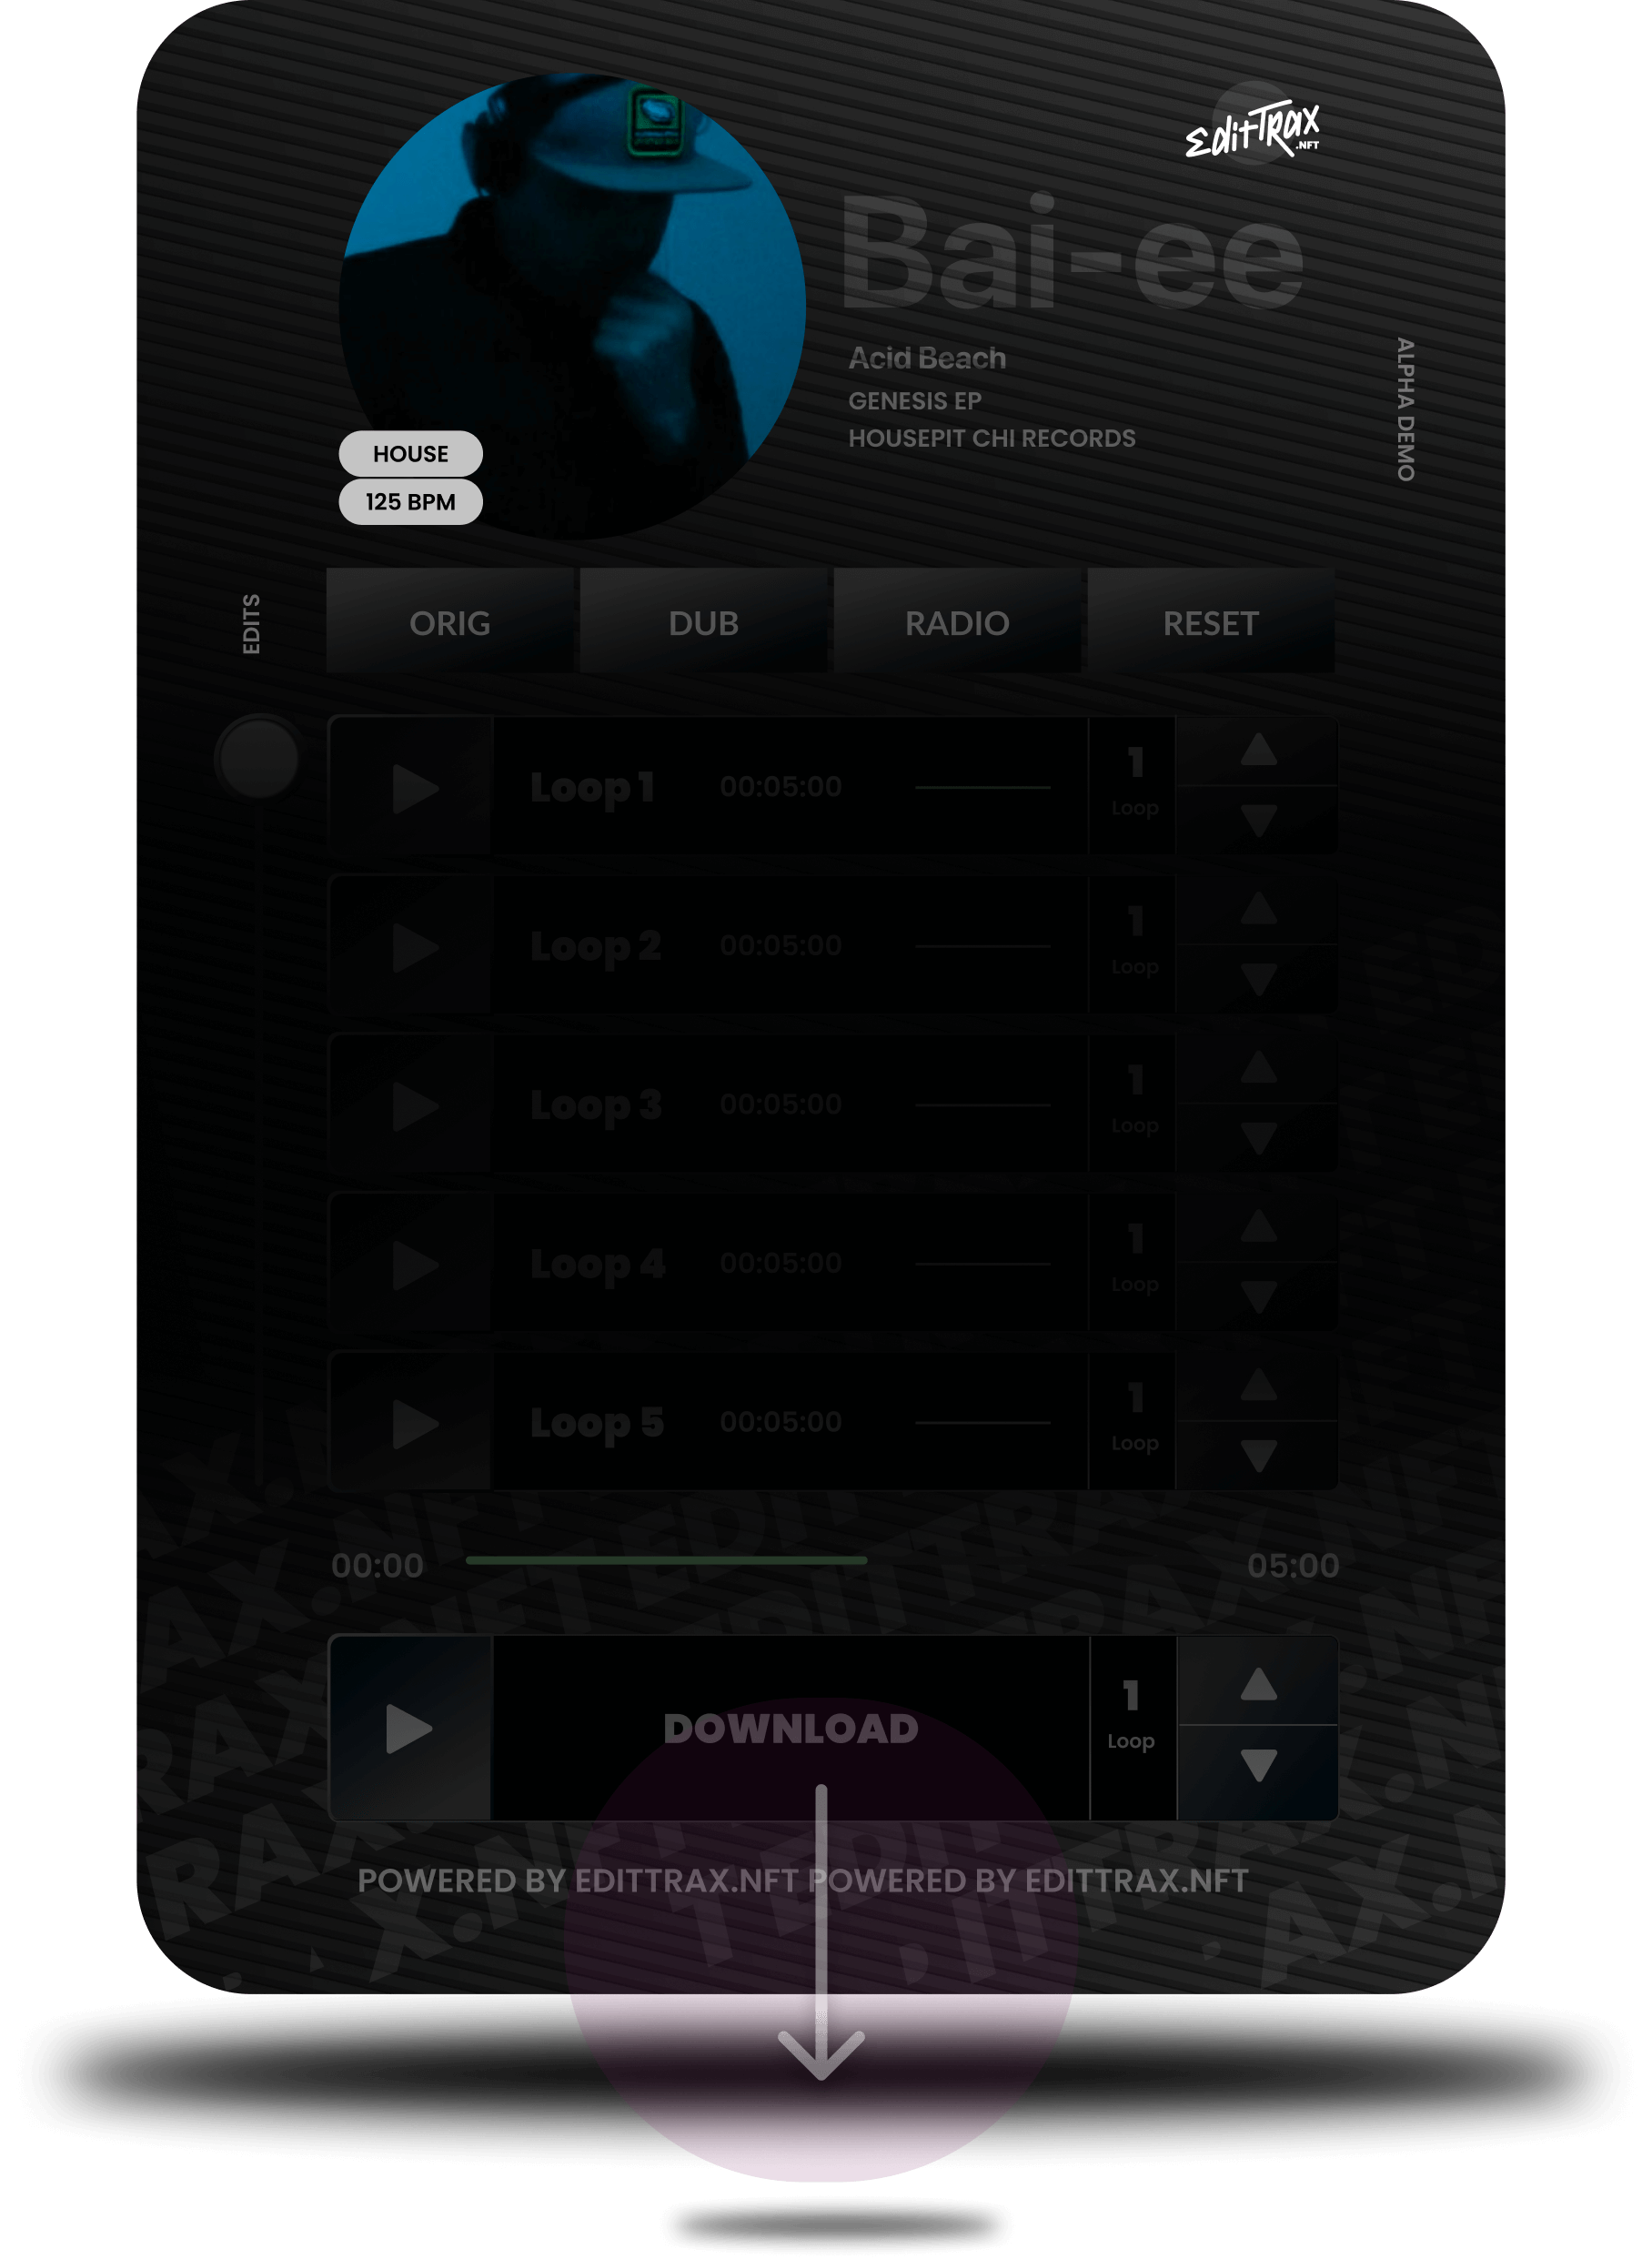 EditTrax
.NFT
Bai-ee
Acid Beach
GENESIS EP
HOUSEPIT CHI RECORDS
ALPHA DEMO
HOUSE
125 BPM
EDITS
ORIG DUB RADIO RESET
Loop 1 00:05:00 1 Loop
Loop 2 00:05:00 1 Loop
Loop 3 00:05:00 1 Loop
Loop 4 00:05:00 1 Loop
Loop 5 00:05:00 1 Loop
00:00 05:00
DOWNLOAD 1 Loop
POWERED BY EDITTRAX.NFT POWERED BY EDITTRAX.NFT